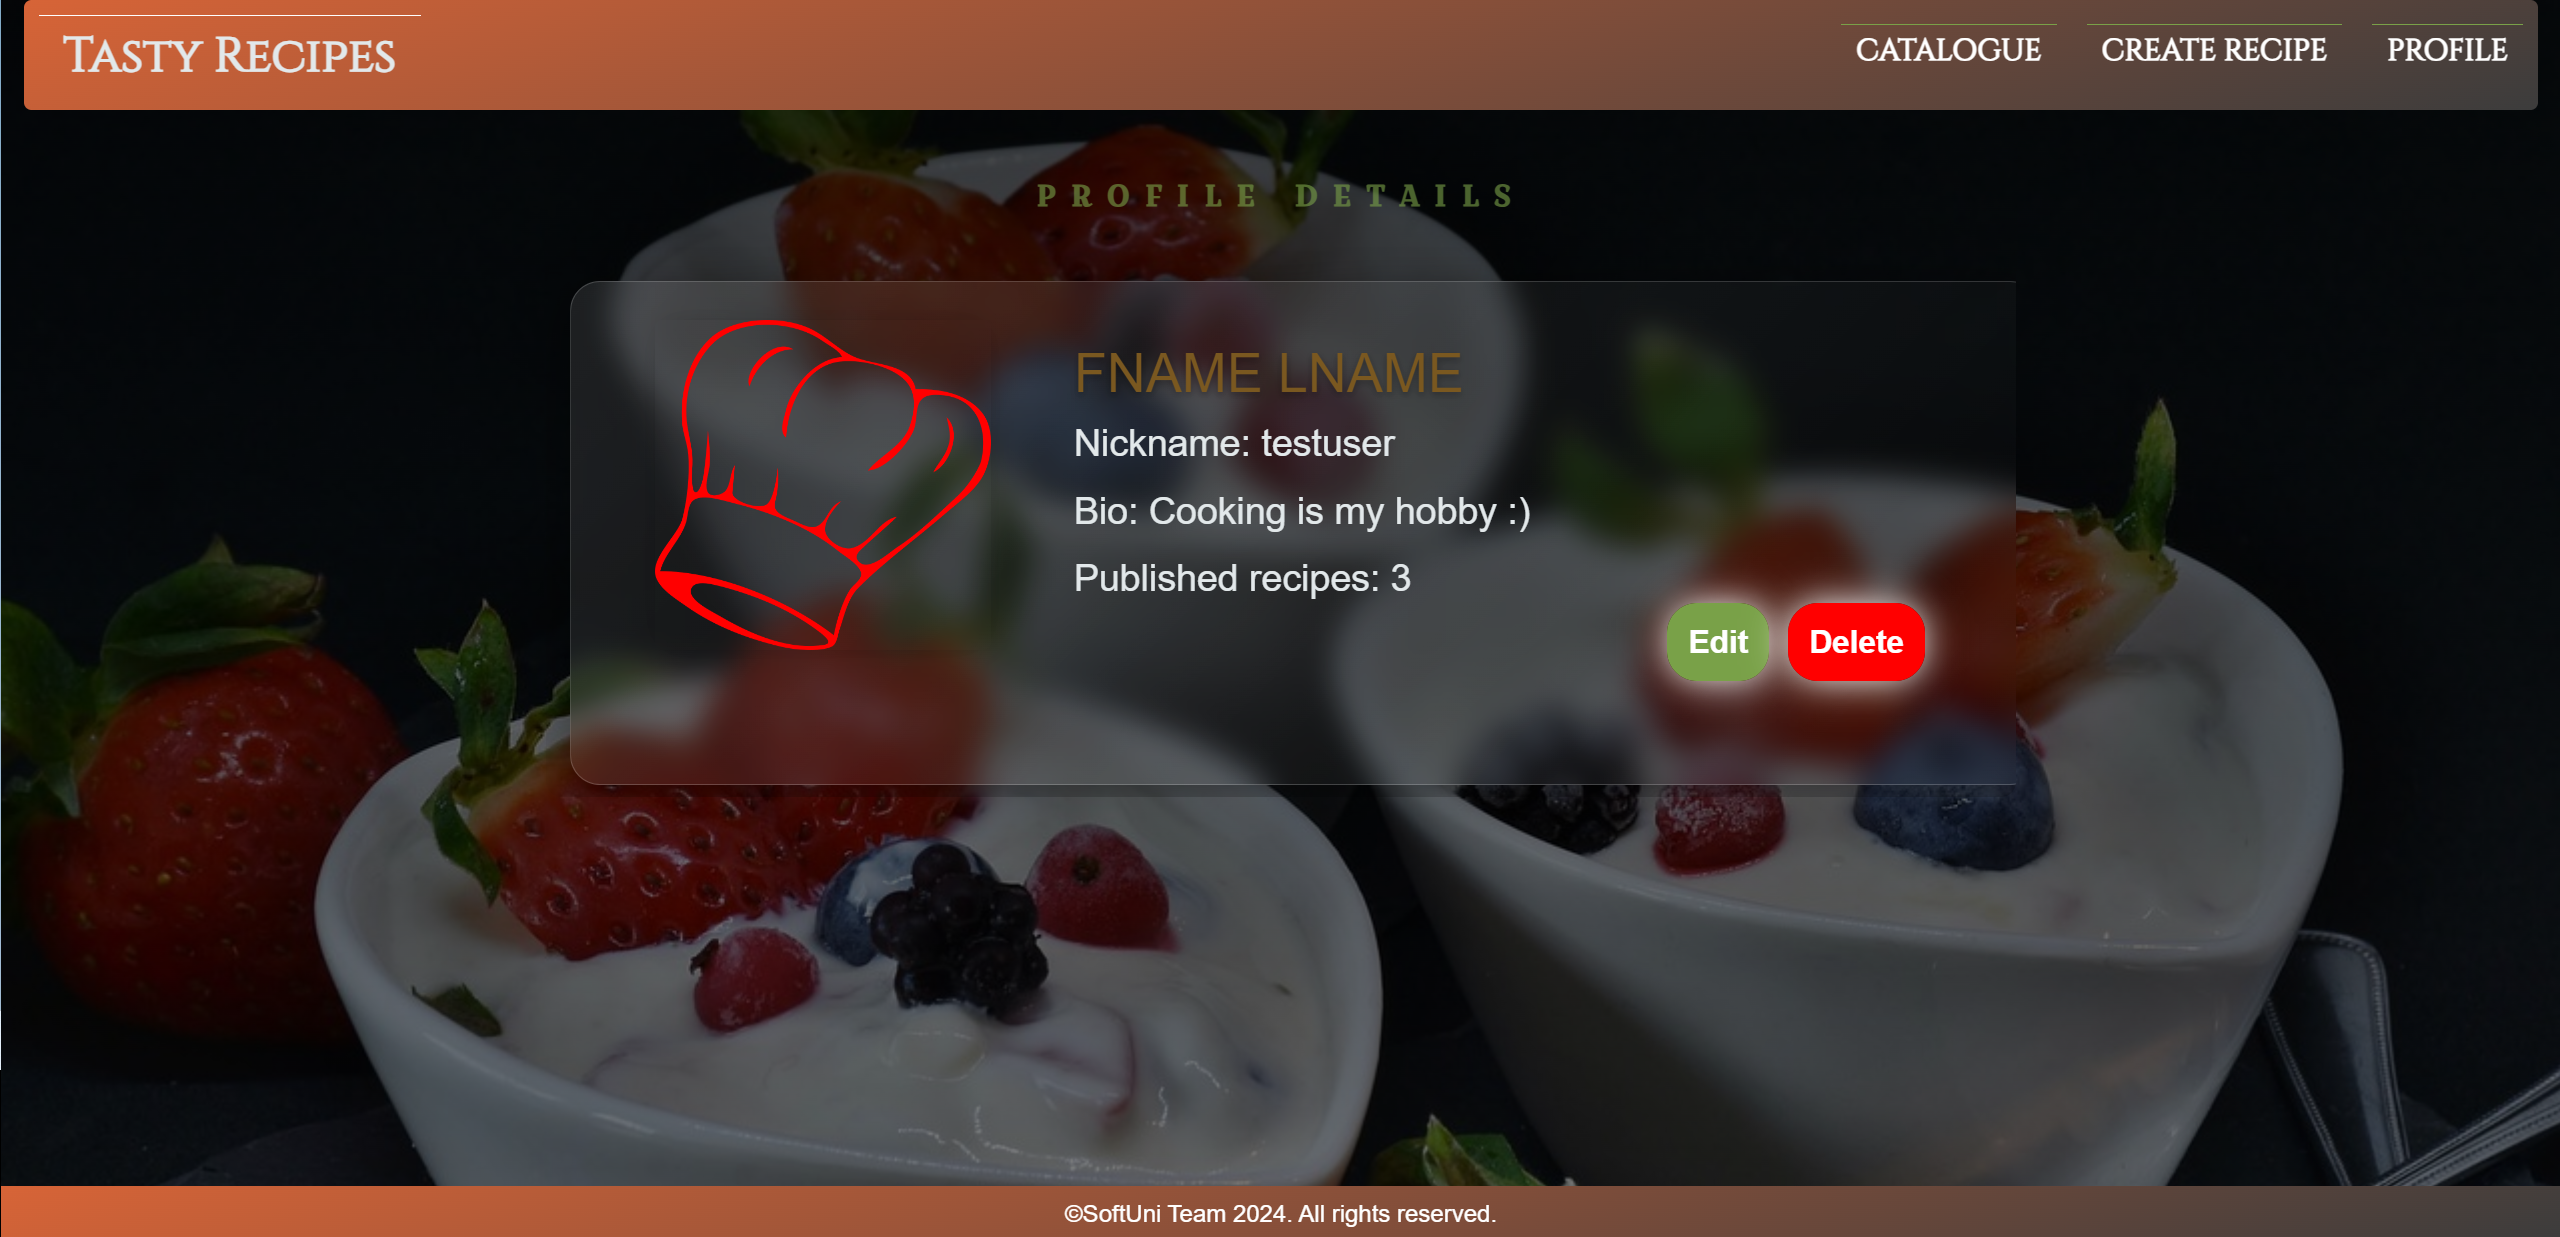 Tasty Recipes
CATALOGUE
CREATE RECIPE
PROFILE
PROFILE DETAILS
FNAME LNAME
Nickname: testuser
Bio: Cooking is my hobby :)
Published recipes: 3
Edit
Delete
©SoftUni Team 2024. All rights reserved.